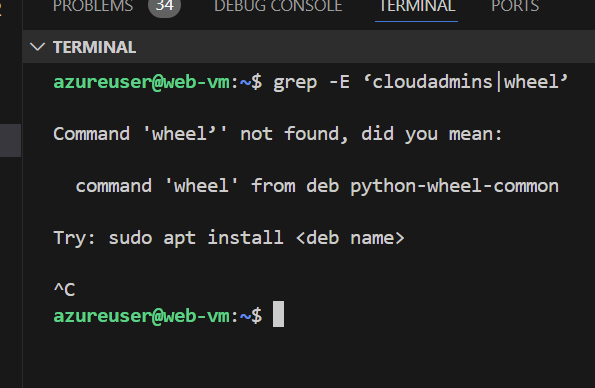 PROBLEMS 34 DEBUG CONSOLE TERMINAL PORTS
TERMINAL
azureuser@web-vm:~$ grep -E ‘cloudadmins|wheel’
Command 'wheel’' not found, did you mean:
command 'wheel' from deb python-wheel-common
Try: sudo apt install <deb name>
^C
azureuser@web-vm:~$